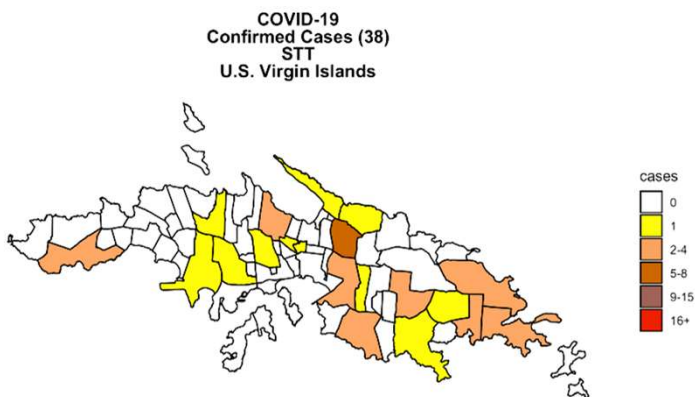 COVID-19
Confirmed Cases (38)
STT
U.S. Virgin Islands
cases
0
1
2-4
5-8
9-15
16+